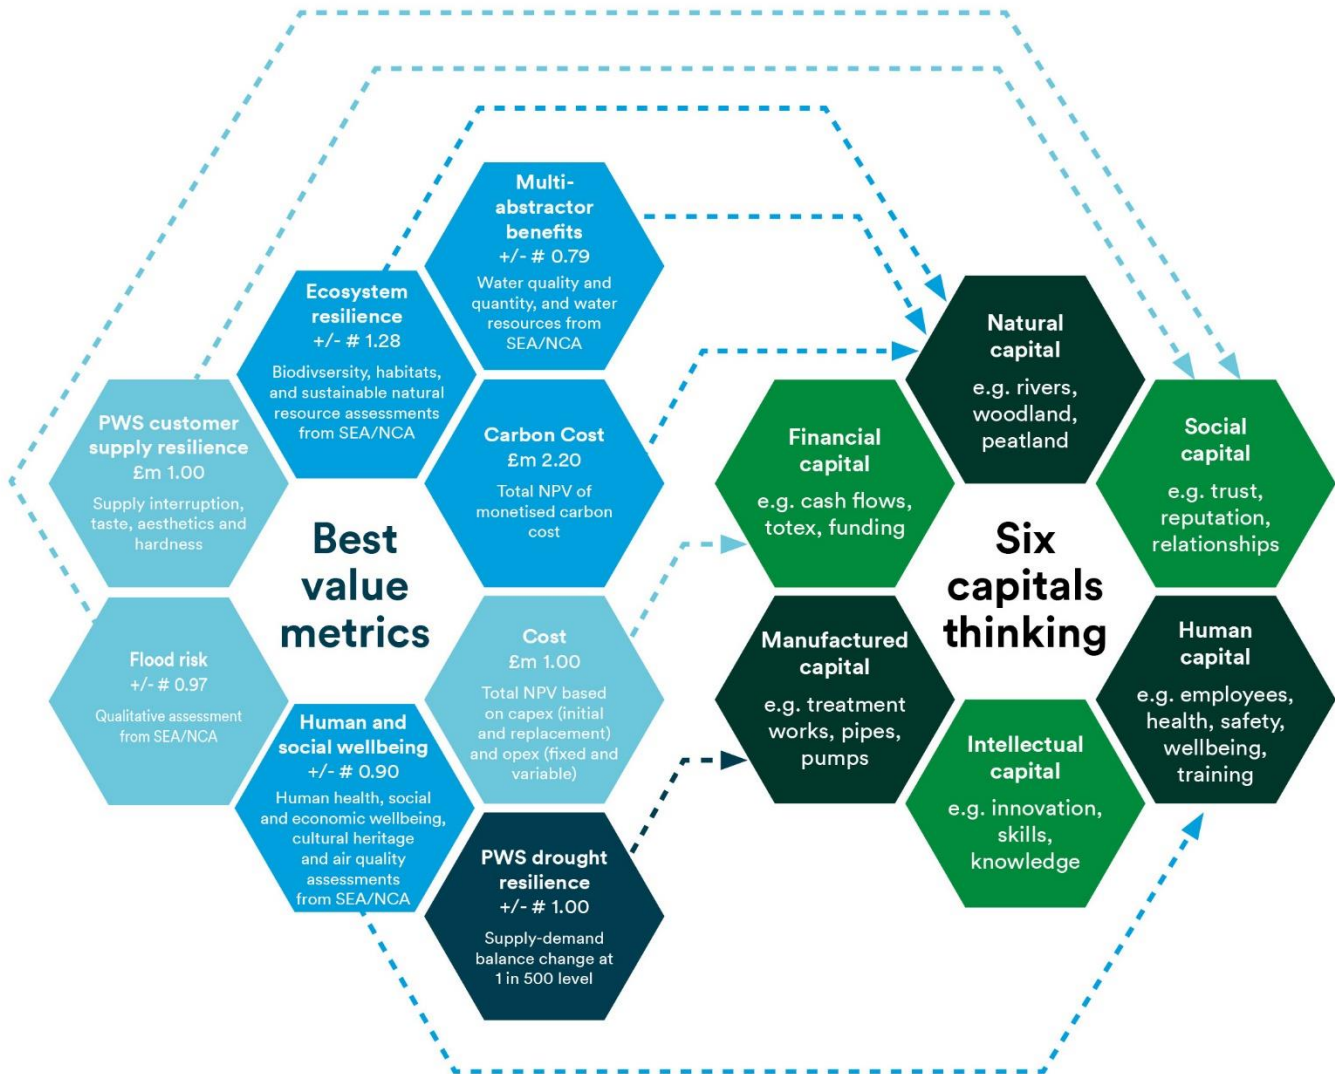 Multi-
abstractor
benefits
+/- # 0.79
Water quality and
quantity, and water
resources from
SEA/NCA
Ecosystem
resilience
+/- # 1.28
Biodivsersity, habitats,
and sustainable natural
resource assessments
from SEA/NCA
PWS customer
supply resilience
£m 1.00
Supply interruption,
taste, aesthetics and
hardness
Carbon Cost
£m 2.20
Total NPV of
monetised carbon
cost
Best
value
metrics
Flood risk
+/- # 0.97
Qualitative assessment
from SEA/NCA
Cost
£m 1.00
Total NPV based
on capex (initial
and replacement)
and opex (fixed and
variable)
Human and
social wellbeing
+/- # 0.90
Human health, social
and economic wellbeing,
cultural heritage
and air quality
assessments
from SEA/NCA
PWS drought
resilience
+/- # 1.00
Supply-demand
balance change at
1 in 500 level
Natural
capital
e.g. rivers,
woodland,
peatland
Financial
capital
e.g. cash flows,
totex, funding
Social
capital
e.g. trust,
reputation,
relationships
Six
capitals
thinking
Manufactured
capital
e.g. treatment
works, pipes,
pumps
Human
capital
e.g. employees,
health, safety,
wellbeing,
training
Intellectual
capital
e.g. innovation,
skills,
knowledge